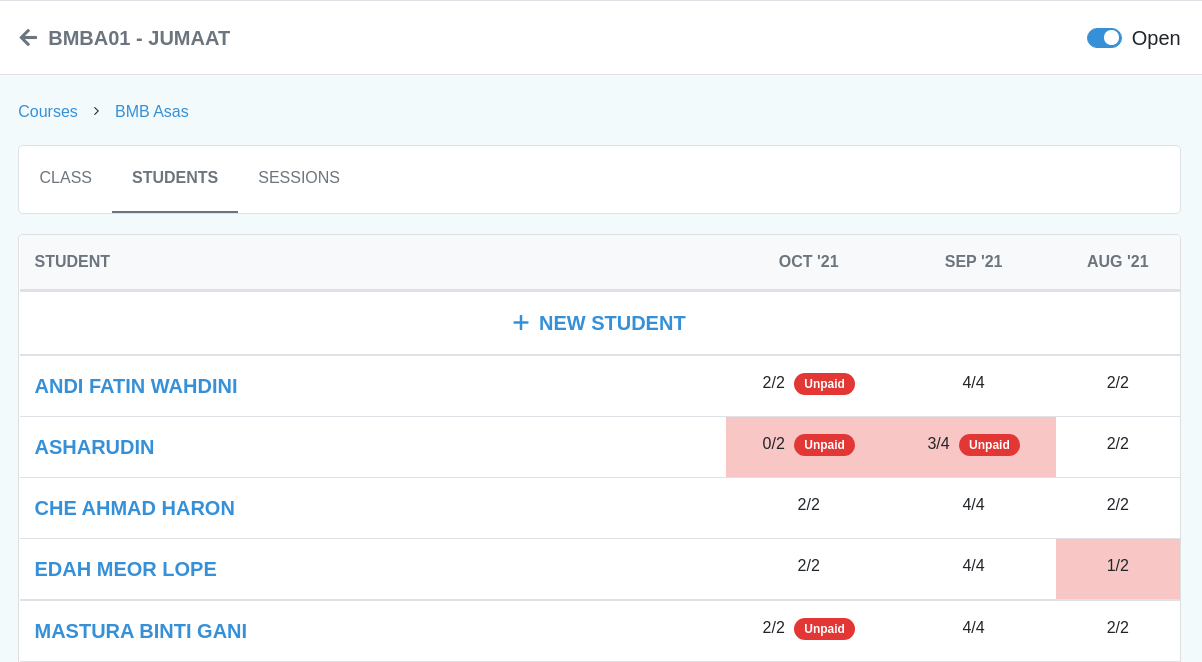 BMBA01 - JUMAAT Open
Courses BMB Asas
CLASS STUDENTS SESSIONS
STUDENT OCT '21 SEP '21 AUG '21
NEW STUDENT
ANDI FATIN WAHDINI 2/2 Unpaid 4/4 2/2
ASHARUDIN 0/2 Unpaid 3/4 Unpaid 2/2
CHE AHMAD HARON 2/2 4/4 2/2
EDAH MEOR LOPE 2/2 4/4 1/2
MASTURA BINTI GANI 2/2 Unpaid 4/4 2/2